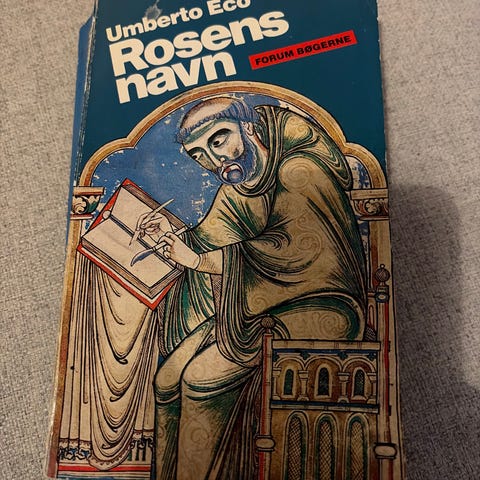 Umberto Eco
Rosens
navn
FORUM BØGERNE